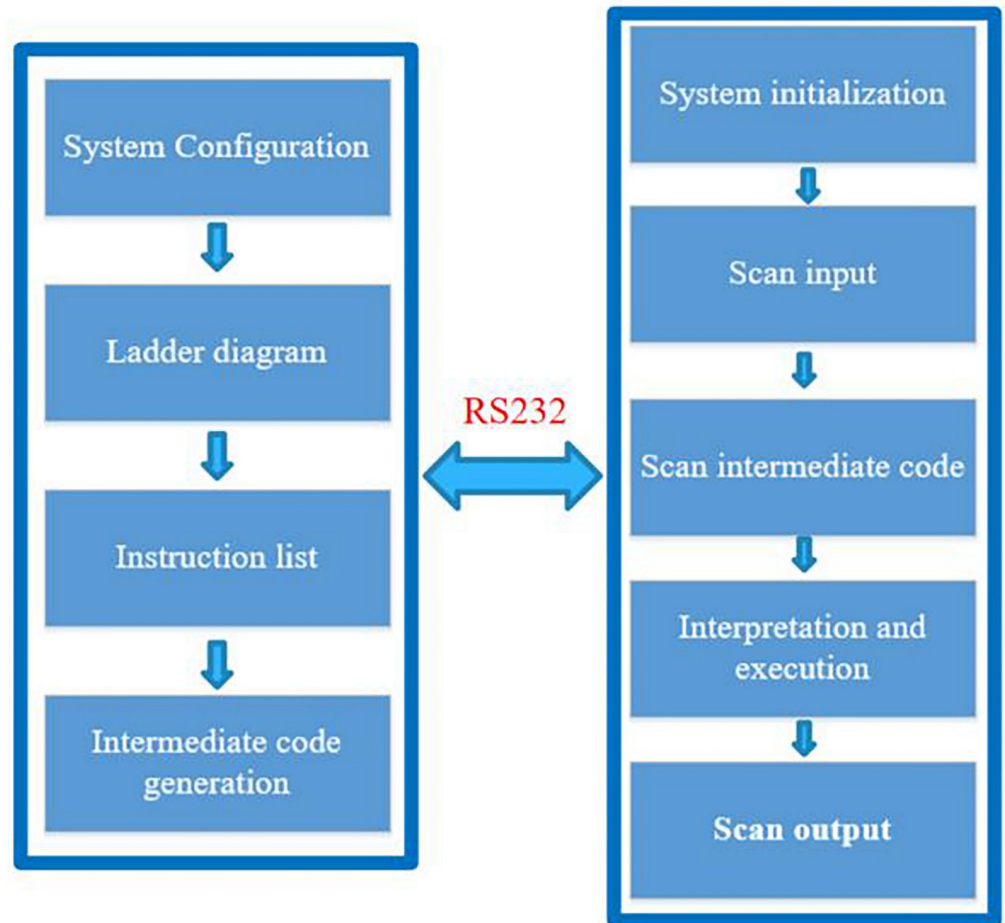 System Configuration
Ladder diagram
Instruction list
Intermediate code
generation
RS232
System initialization
Scan input
Scan intermediate code
Interpretation and
execution
Scan output